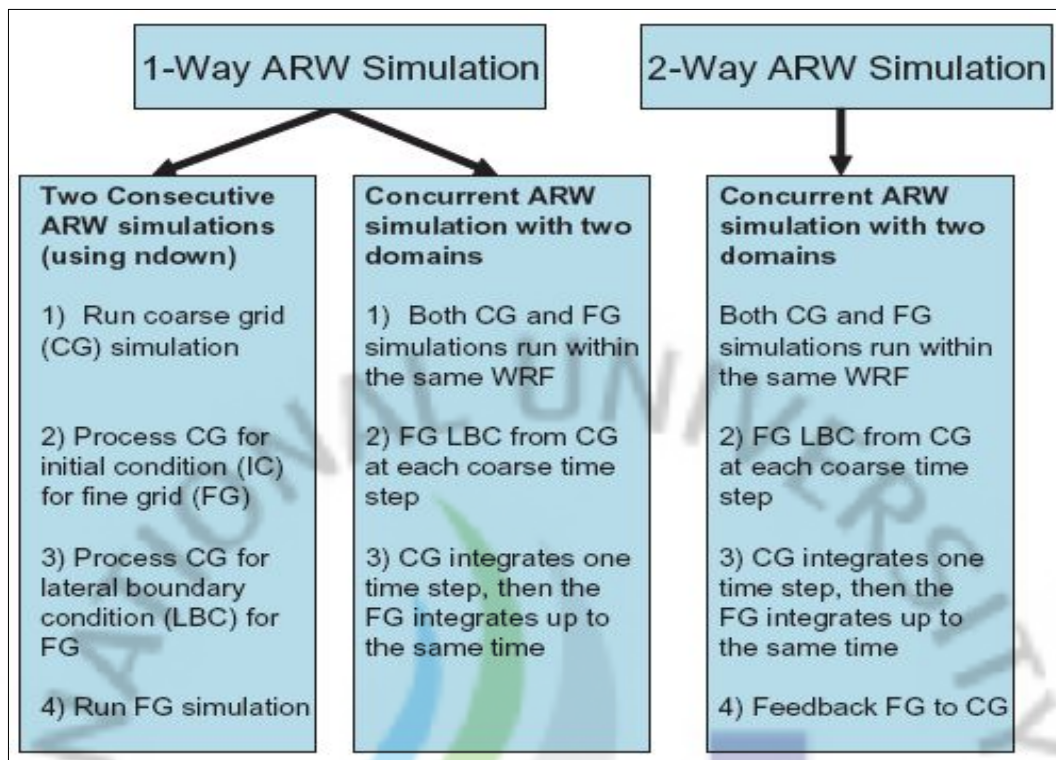 1-Way ARW Simulation
2-Way ARW Simulation
Two Consecutive
ARW simulations
(using ndown)
1) Run coarse grid
(CG) simulation
2) Process CG for
initial condition (IC)
for fine grid (FG)
3) Process CG for
lateral boundary
condition (LBC) for
FG
4) Run FG simulation
Concurrent ARW
simulation with two
domains
1) Both CG and FG
simulations run within
the same WRF
2) FG LBC from CG
at each coarse time
step
3) CG integrates one
time step, then the
FG integrates up to
the same time
Concurrent ARW
simulation with two
domains
Both CG and FG
simulations run within
the same WRF
2) FG LBC from CG
at each coarse time
step
3) CG integrates one
time step, then the
FG integrates up to
the same time
4) Feedback FG to CG
NATIONAL UNIVERSITY